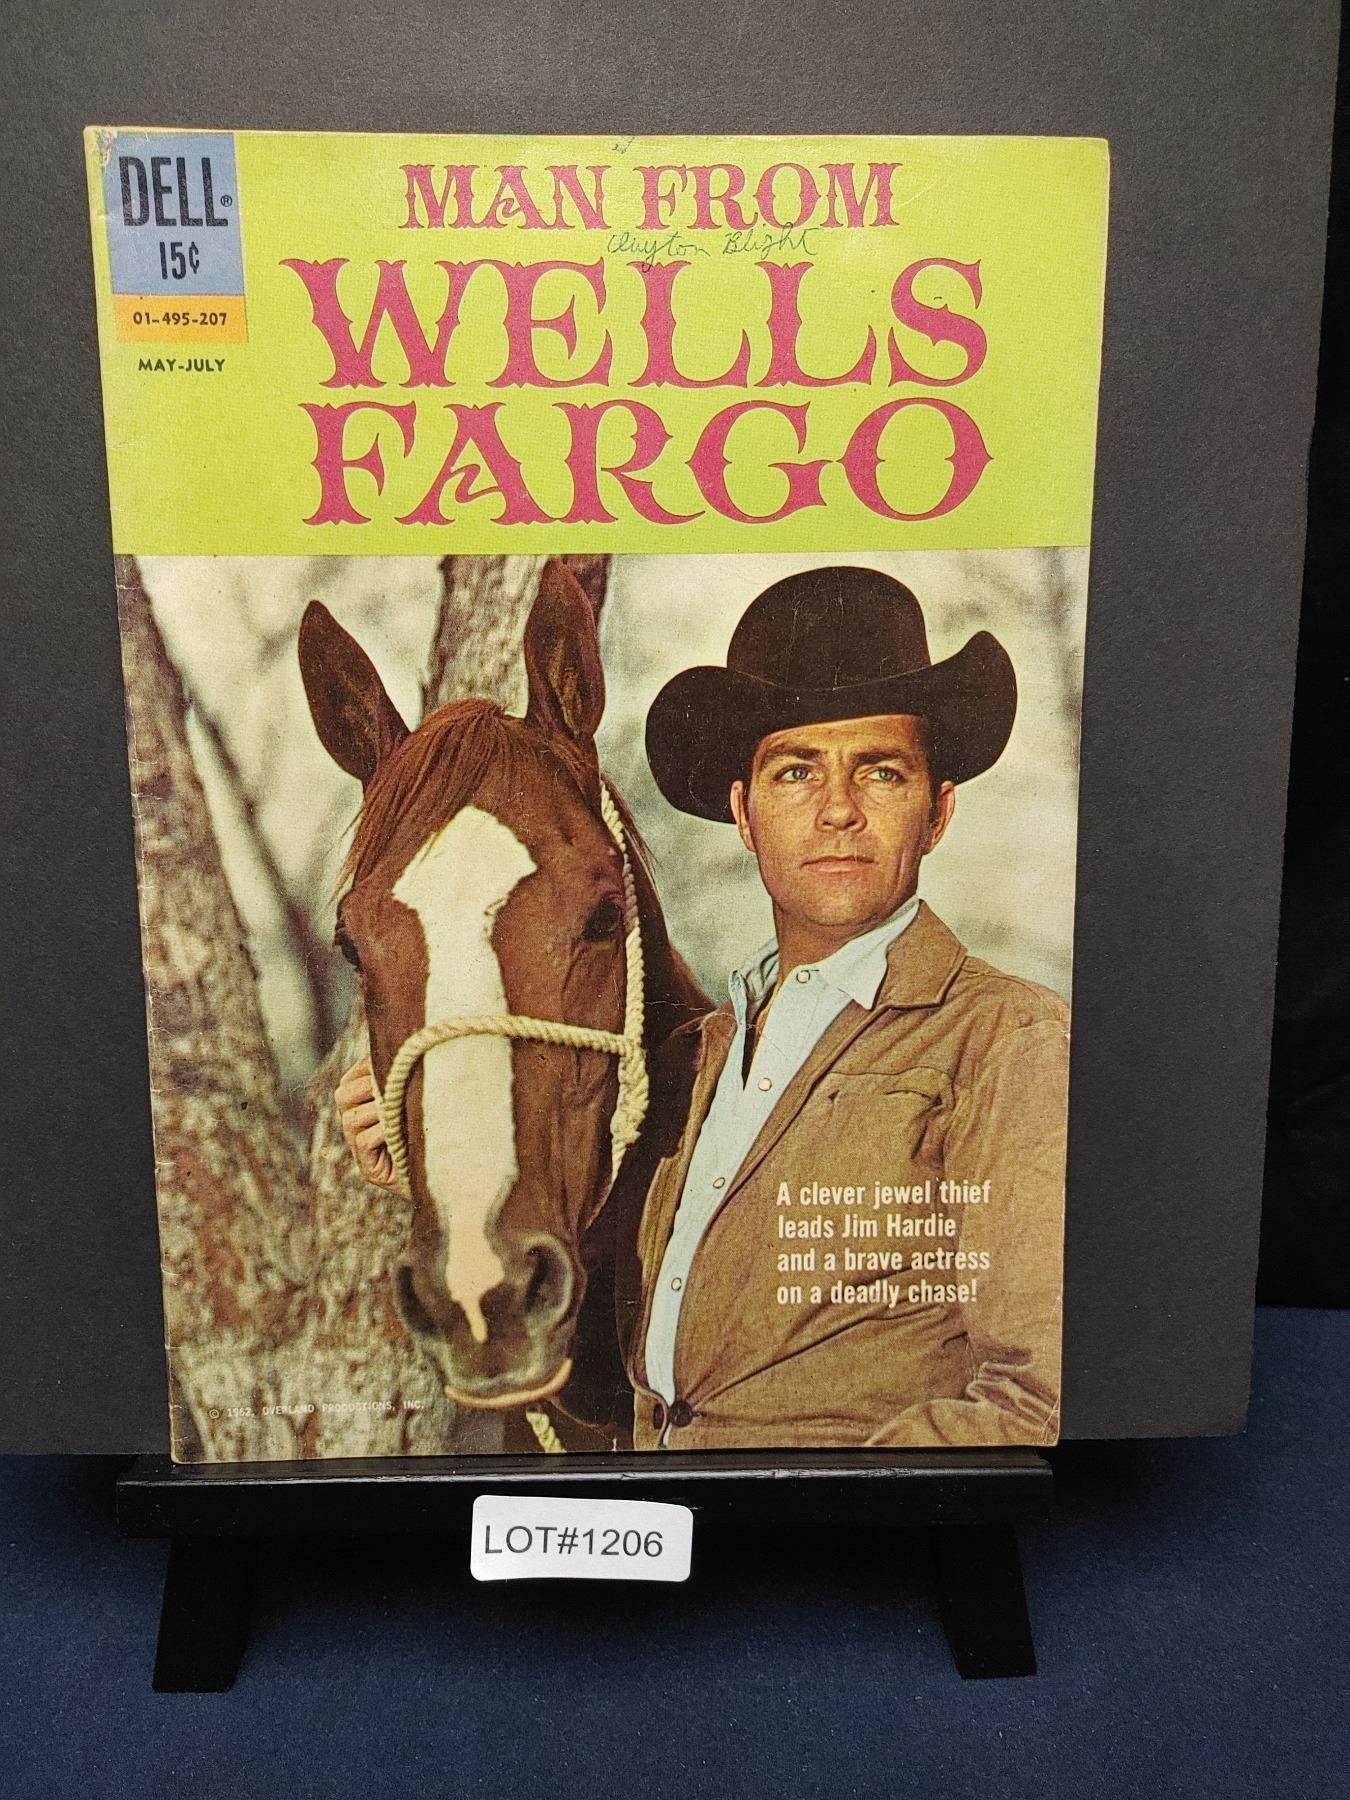 DELL®
15¢
01-495-207
MAY-JULY
MAN FROM
Clayton Blight
WELLS
FARGO
A clever jewel thief
leads Jim Hardie
and a brave actress
on a deadly chase!
© 1962, OVERLAND PRODUCTIONS, INC.
LOT#1206